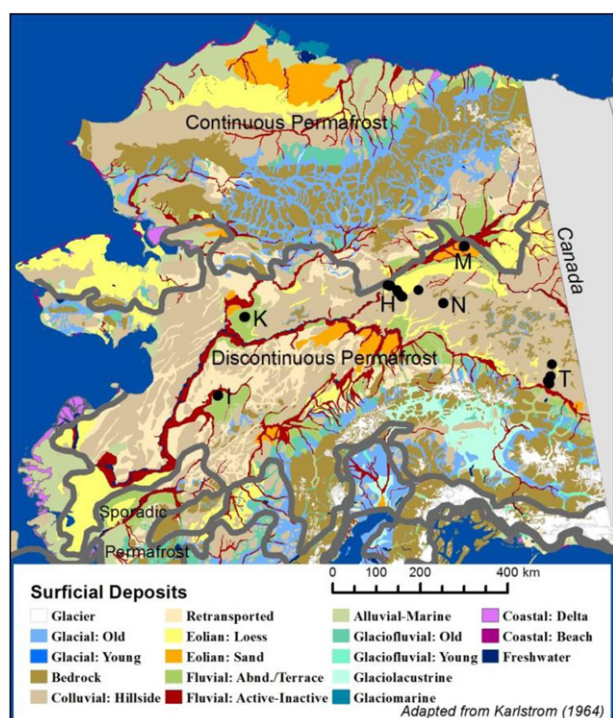 Continuous Permafrost
Canada
M
H
N
K
Discontinuous Permafrost
T
I
Sporadic
Permafrost
0 100 200 400 km
Surficial Deposits
Glacier
Glacial: Old
Glacial: Young
Bedrock
Colluvial: Hillside
Retransported
Eolian: Loess
Eolian: Sand
Fluvial: Abnd./Terrace
Fluvial: Active-Inactive
Alluvial-Marine
Glaciofluvial: Old
Glaciofluvial: Young
Glaciolacustrine
Glaciomarine
Coastal: Delta
Coastal: Beach
Freshwater
Adapted from Karlstrom (1964)